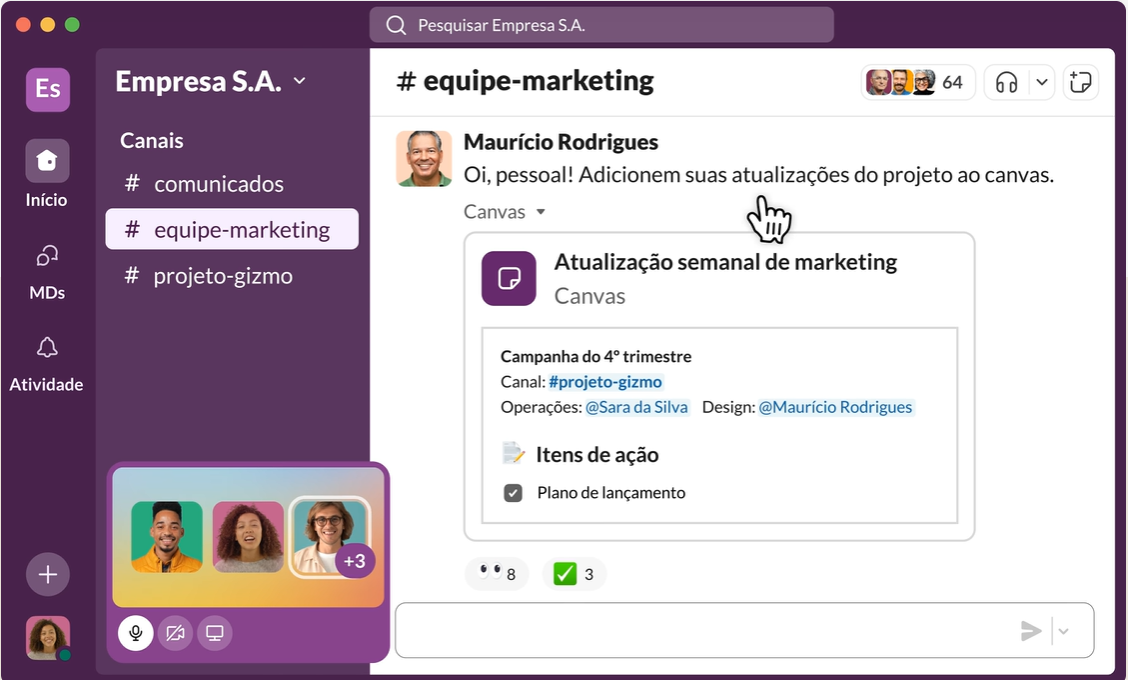 Pesquisar Empresa S.A.
Es
Empresa S.A.
Início
MDs
Atividade
Canais
# comunicados
# equipe-marketing
# projeto-gizmo
+3
# equipe-marketing
64
Maurício Rodrigues
Oi, pessoal! Adicionem suas atualizações do projeto ao canvas.
Canvas
Atualização semanal de marketing
Canvas
Campanha do 4º trimestre
Canal: #projeto-gizmo
Operações: @Sara da Silva Design: @Maurício Rodrigues
Itens de ação
Plano de lançamento
8
3